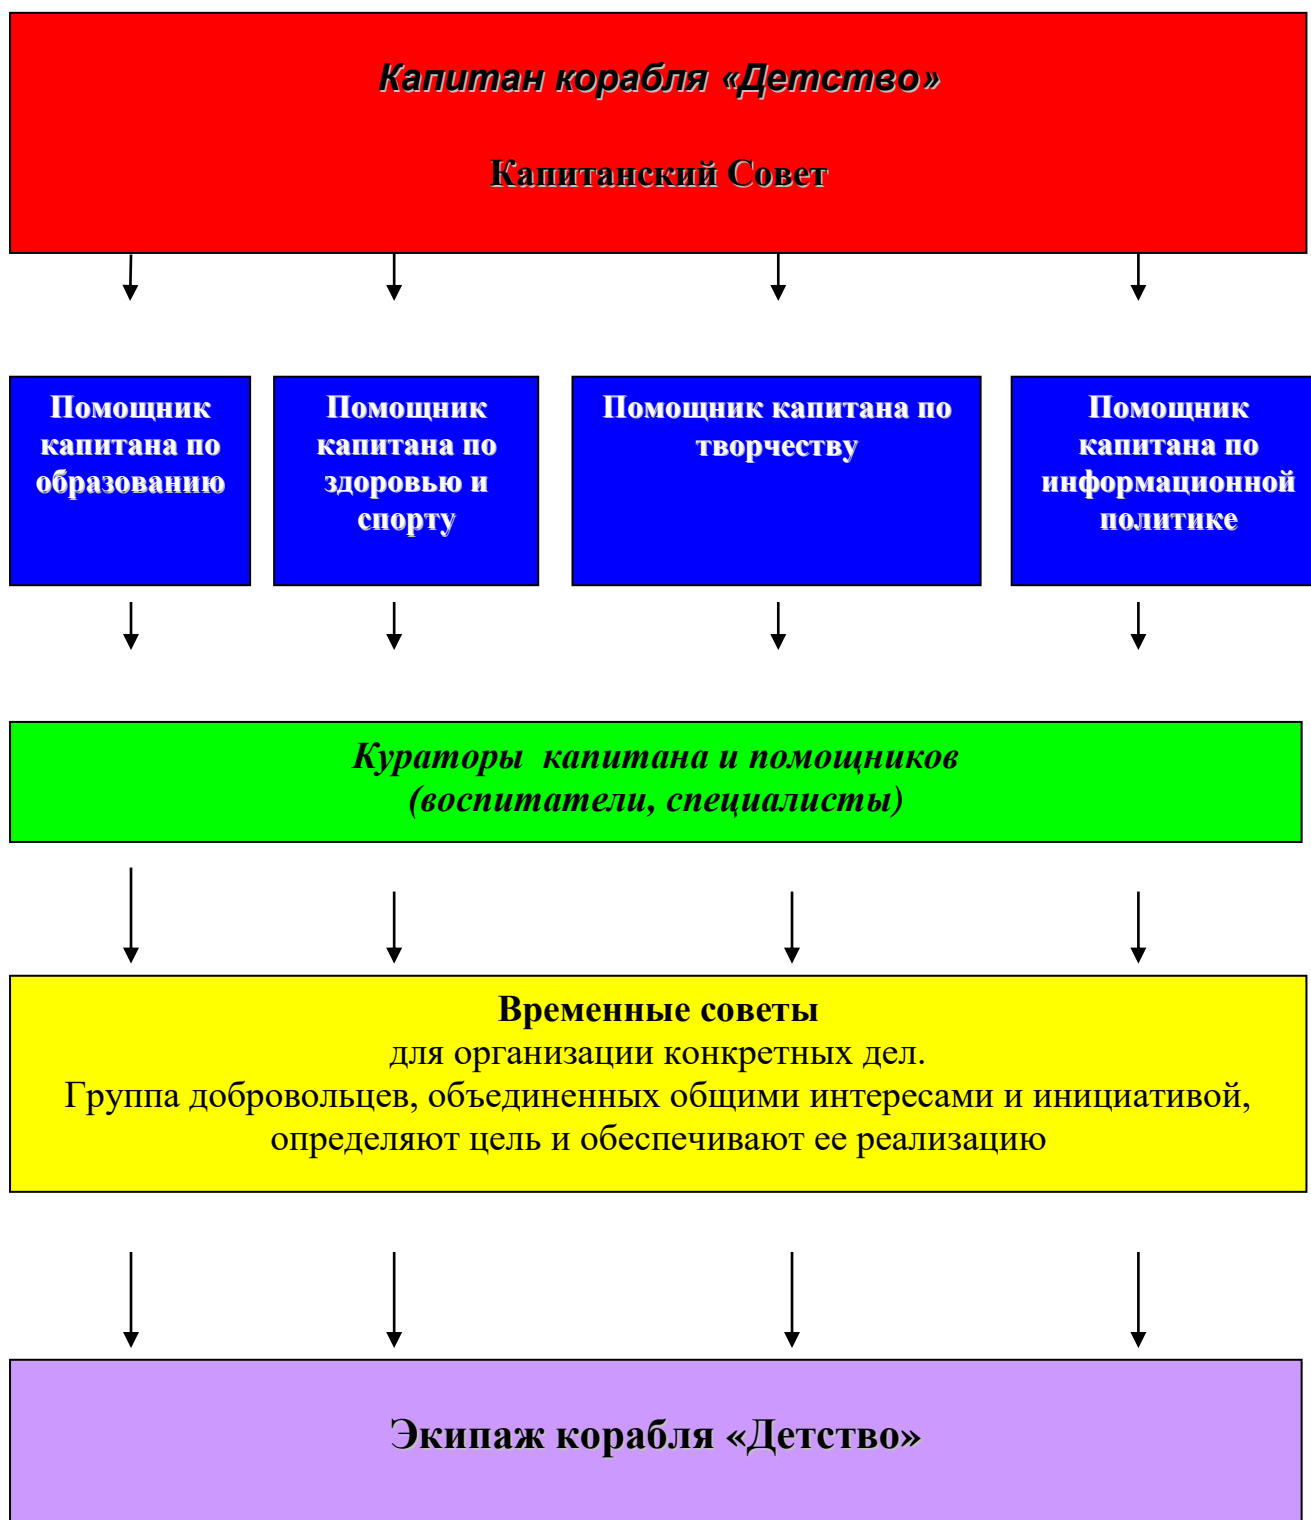 Капитан корабля «Детство»
Капитанский Совет
Помощник
капитана по
образованию
Помощник
капитана по
здоровью и
спорту
Помощник капитана по
творчеству
Помощник
капитана по
информационной
политике
Кураторы  капитана и помощников
(воспитатели, специалисты)
Временные советы
для организации конкретных дел.
Группа добровольцев, объединенных общими интересами и инициативой,
определяют цель и обеспечивают ее реализацию
Экипаж корабля «Детство»